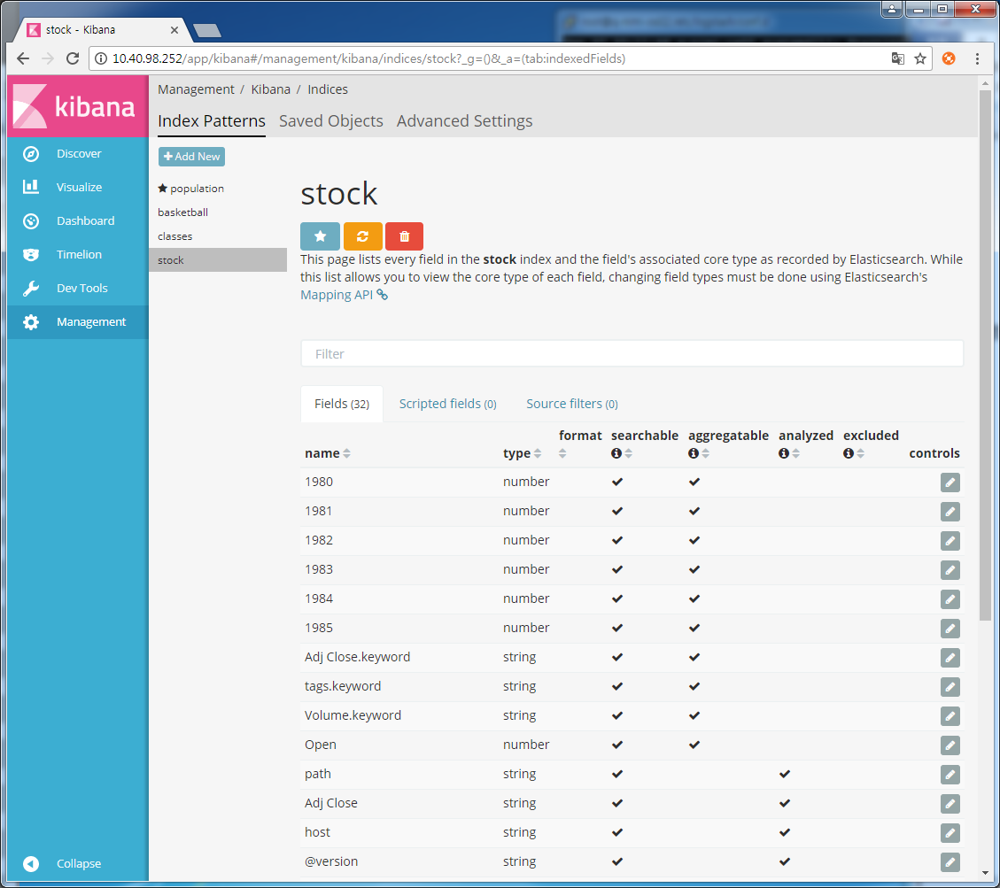 stock - Kibana
10.40.98.252/app/kibana#/management/kibana/indices/stock?_g=()&_a=(tab:indexedFields)
kibana
Discover
Visualize
Dashboard
Timelion
Dev Tools
Management
Collapse
Management / Kibana / Indices
Index Patterns Saved Objects Advanced Settings
Add New
population
basketball
classes
stock
stock
This page lists every field in the stock index and the field's associated core type as recorded by Elasticsearch. While
this list allows you to view the core type of each field, changing field types must be done using Elasticsearch's
Mapping API
Filter
Fields (32) Scripted fields (0) Source filters (0)
name type format searchable aggregatable analyzed excluded controls
1980 number
1981 number
1982 number
1983 number
1984 number
1985 number
Adj Close.keyword string
tags.keyword string
Volume.keyword string
Open number
path string
Adj Close string
host string
@version string